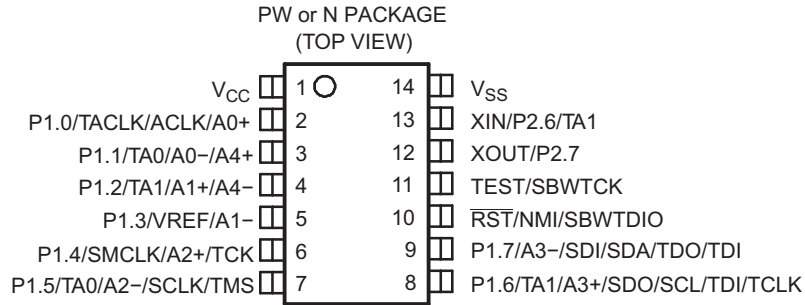 PW or N PACKAGE
(TOP VIEW)
VCC 1 14 VSS
P1.0/TACLK/ACLK/A0+ 2 13 XIN/P2.6/TA1
P1.1/TA0/A0−/A4+ 3 12 XOUT/P2.7
P1.2/TA1/A1+/A4− 4 11 TEST/SBWTCK
P1.3/VREF/A1− 5 10 RST/NMI/SBWTDIO
P1.4/SMCLK/A2+/TCK 6 9 P1.7/A3−/SDI/SDA/TDO/TDI
P1.5/TA0/A2−/SCLK/TMS 7 8 P1.6/TA1/A3+/SDO/SCL/TDI/TCLK